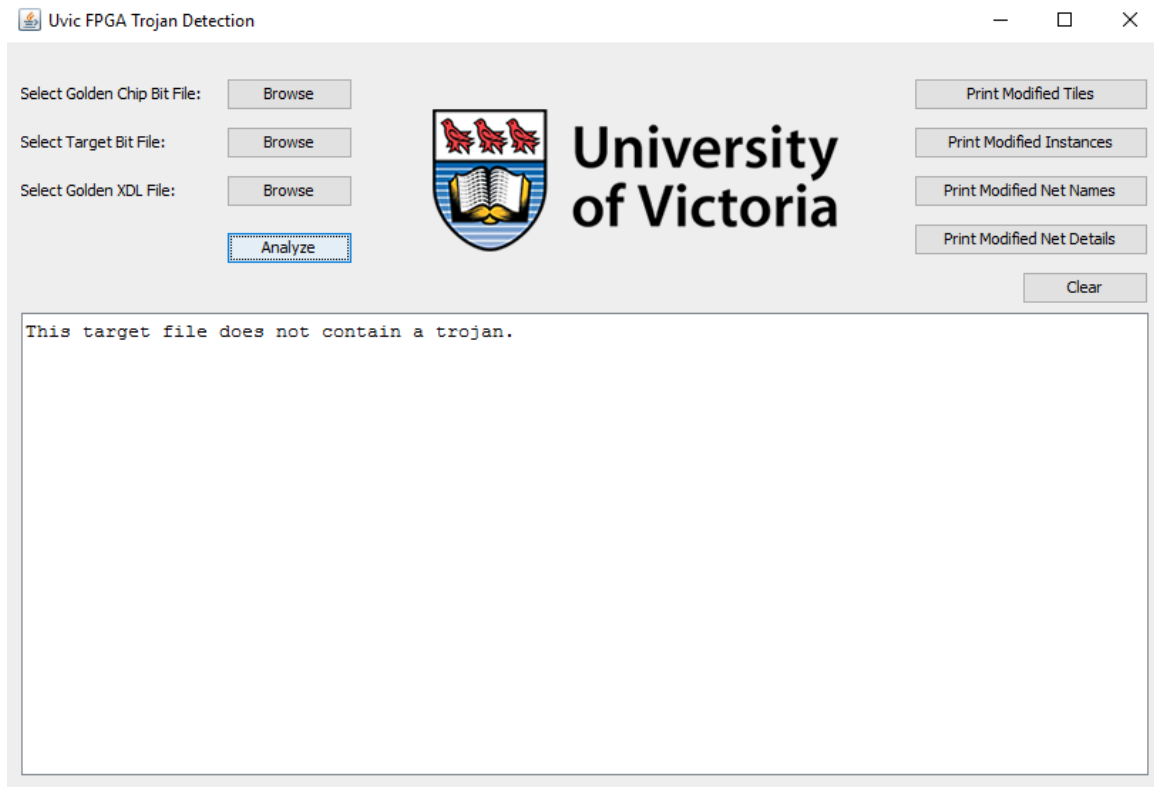 Uvic FPGA Trojan Detection
Select Golden Chip Bit File:
Browse
Select Target Bit File:
Browse
Select Golden XDL File:
Browse
Analyze
University
of Victoria
Print Modified Tiles
Print Modified Instances
Print Modified Net Names
Print Modified Net Details
Clear
This target file does not contain a trojan.